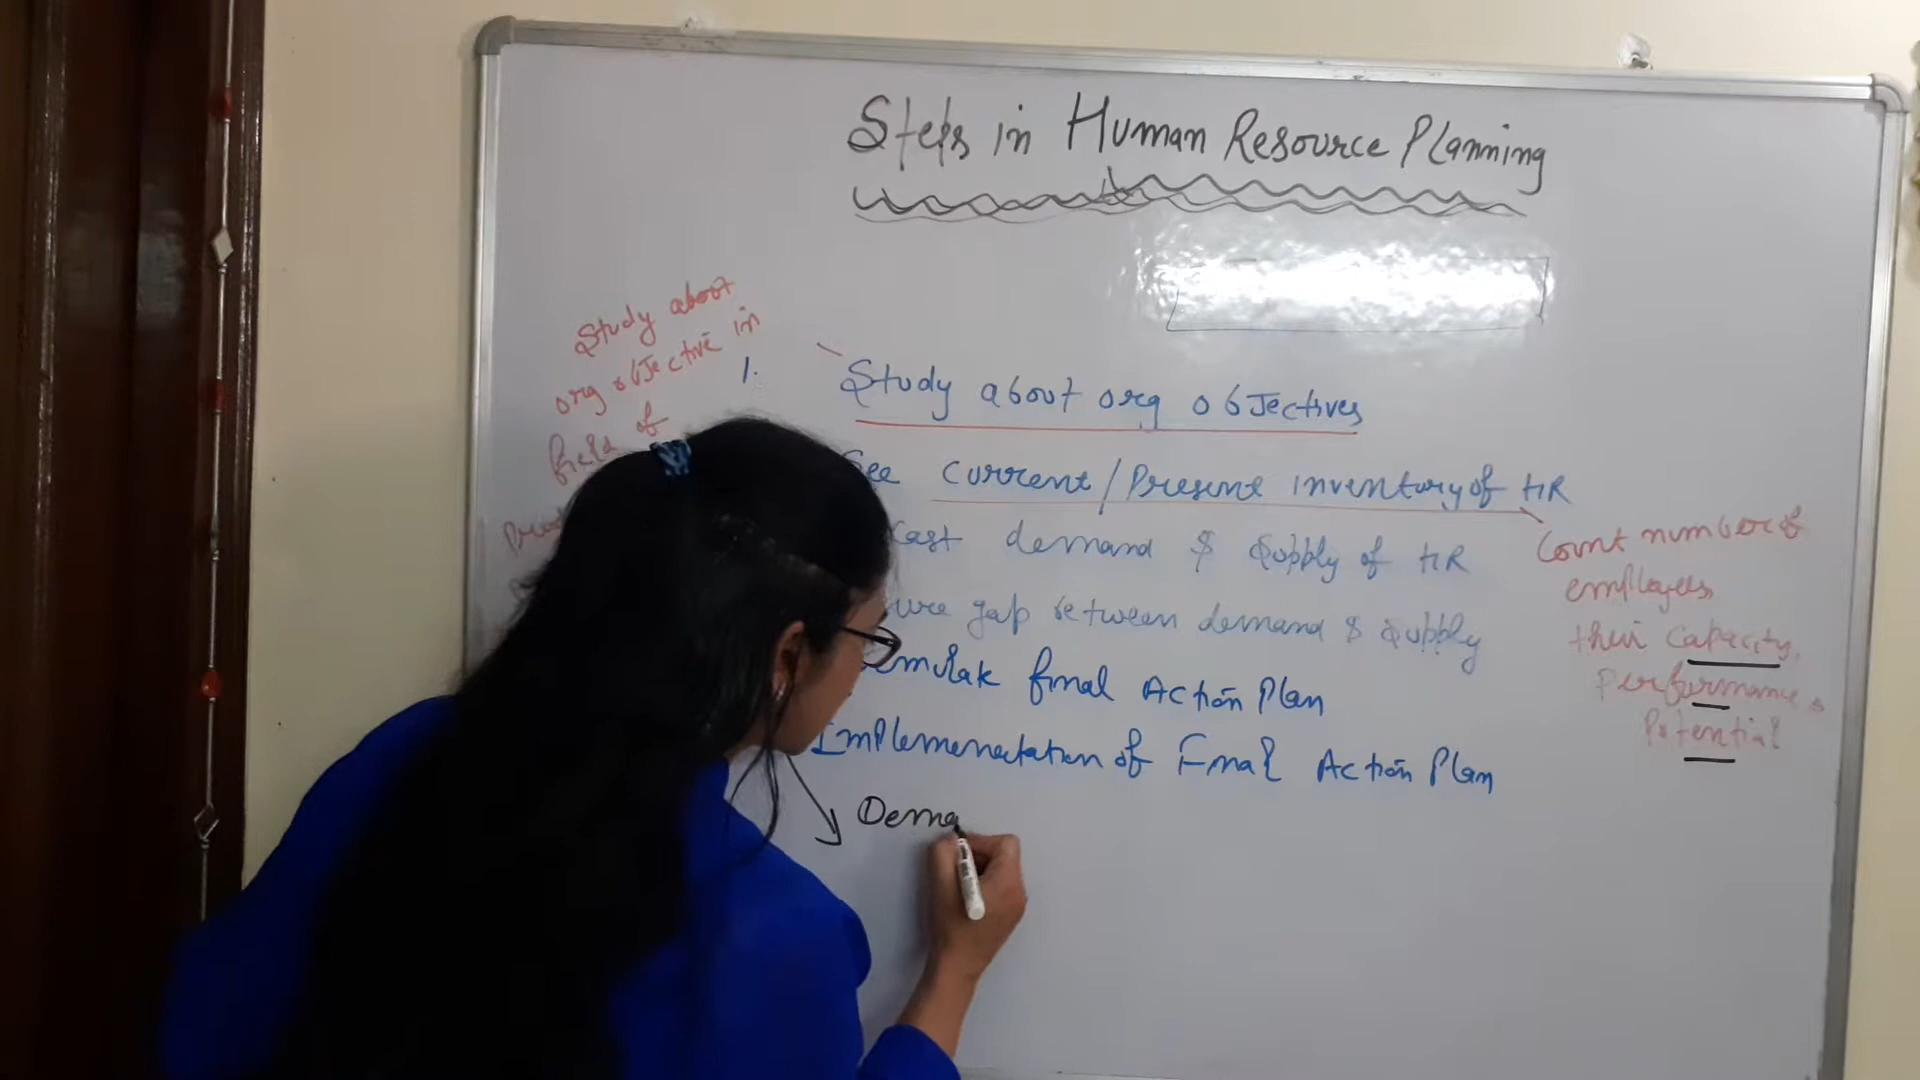 Steps in Human Resource Planning
Study about
org objective in
field of
1. Study about org objectives
See current/Present inventory of HR
cast demand & Supply of HR
gap between demand & Supply
final Action Plan
Implemenectation of Final Action Plan
Count number of
employees
their capacity,
Performance &
Potential
Dema